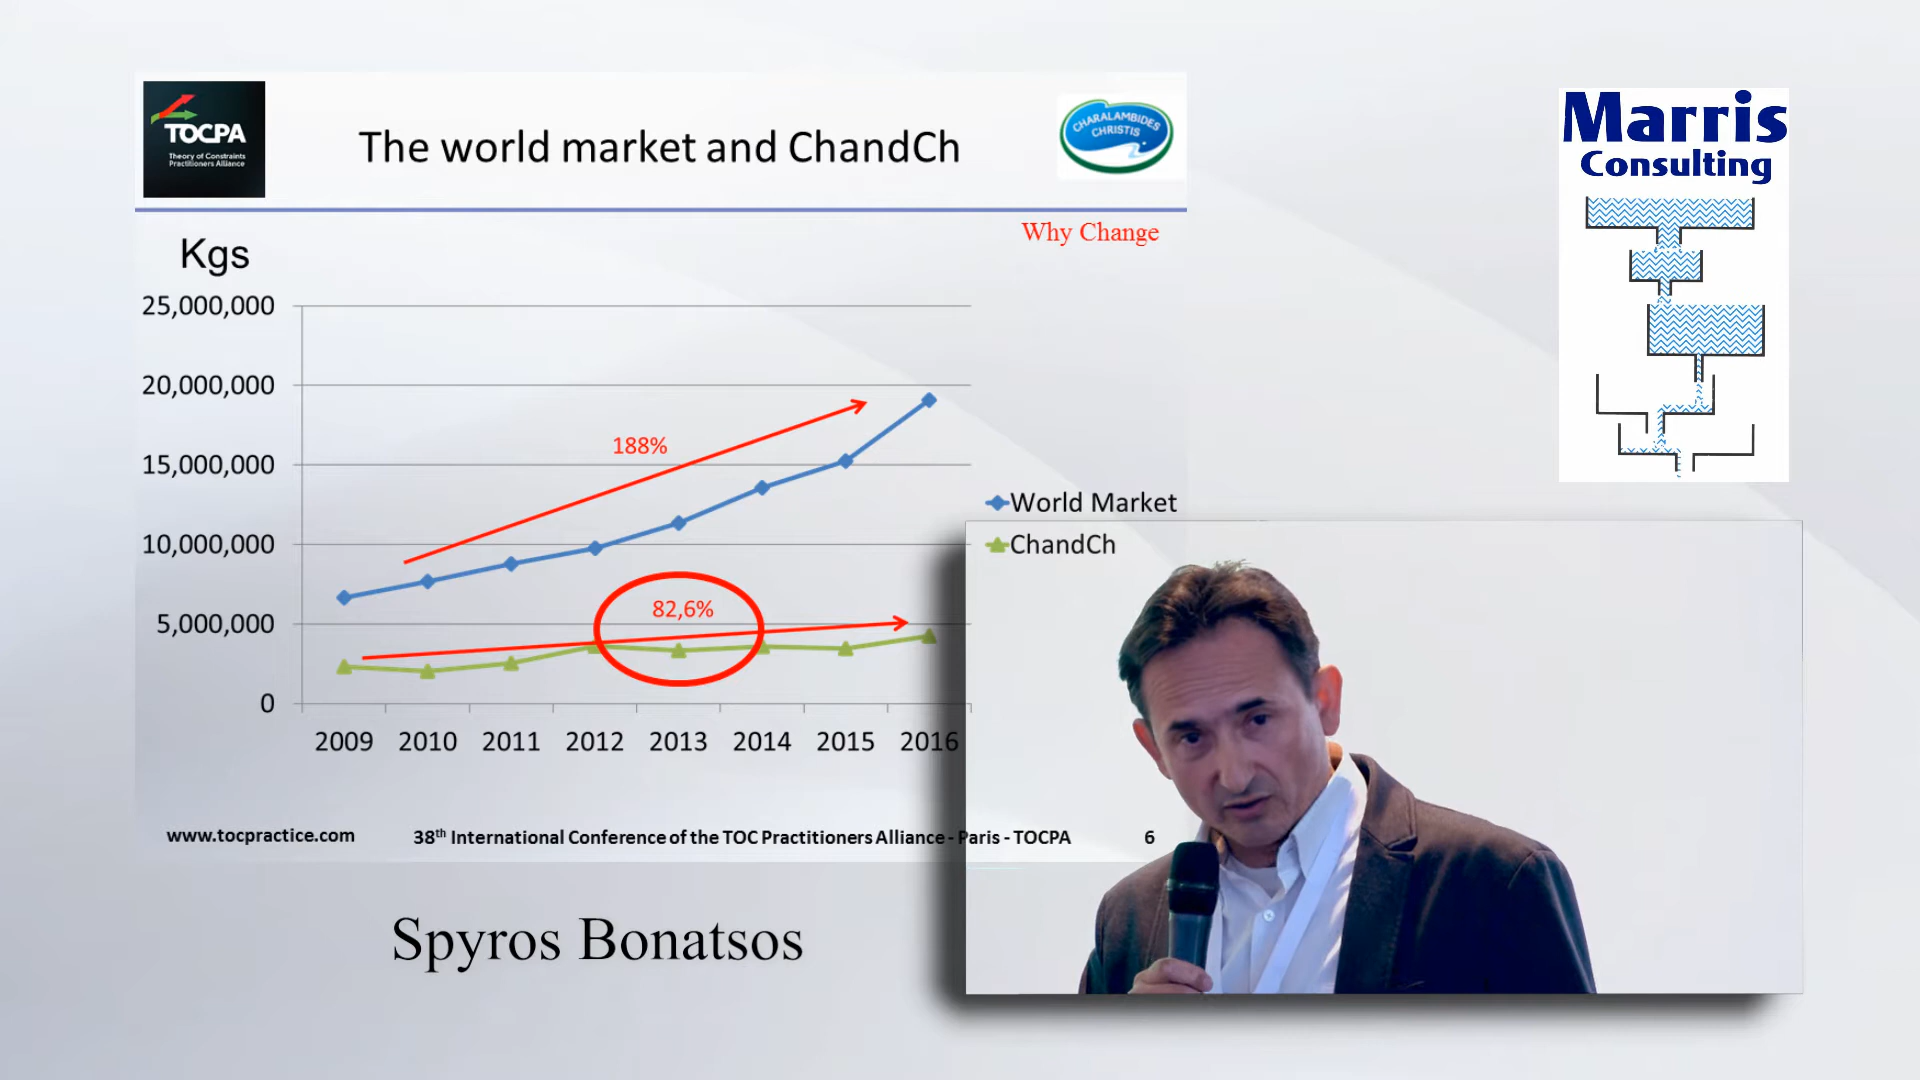 TOCPA
Theory of Constraints
Practitioners Alliance
The world market and ChandCh
CHARALAMBIDES
CHRISTIS
Marris
Consulting
Why Change
Kgs
25,000,000
20,000,000
15,000,000
10,000,000
5,000,000
0
188%
82,6%
World Market
ChandCh
2009 2010 2011 2012 2013 2014 2015 2016
www.tocpractice.com
38th International Conference of the TOC Practitioners Alliance - Paris - TOCPA
6
Spyros Bonatsos